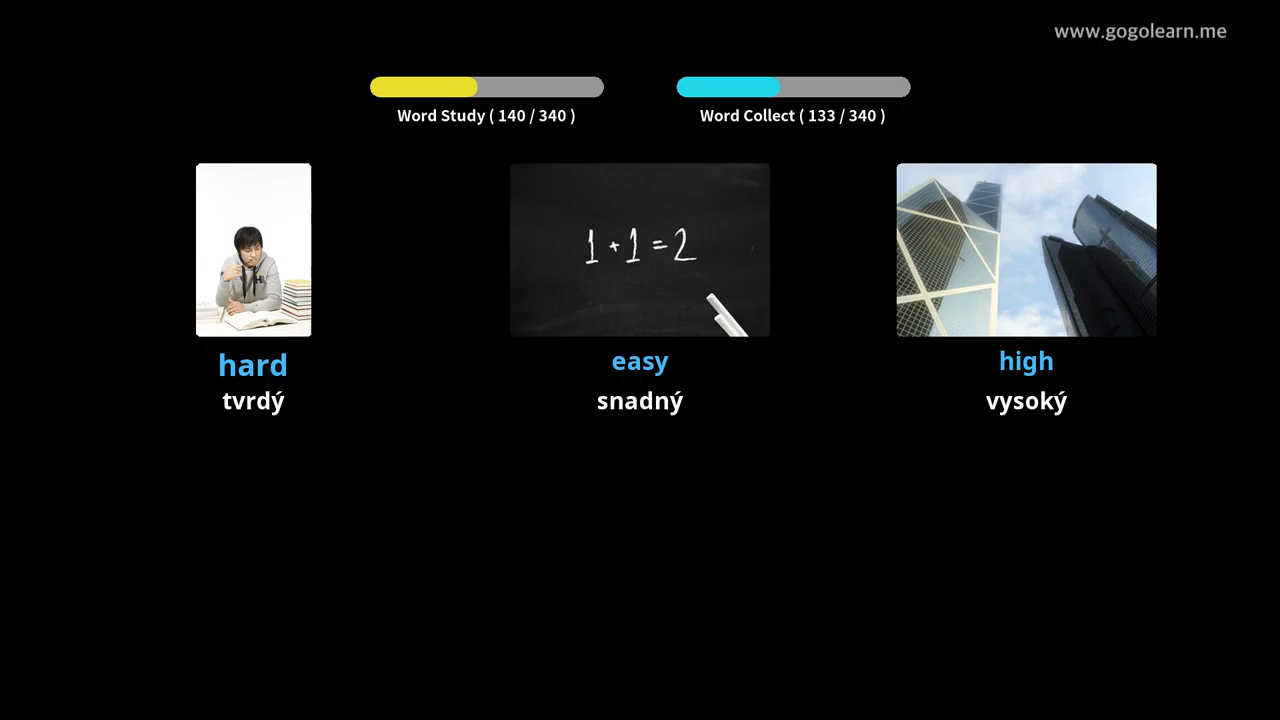 www.gogolearn.me
Word Study ( 140 / 340 )
Word Collect ( 133 / 340 )
1 + 1 = 2
hard
easy
high
tvrdý
snadný
vysoký